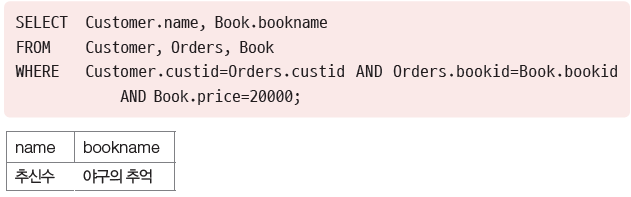 SELECT Customer.name, Book.bookname
FROM Customer, Orders, Book
WHERE Customer.custid=Orders.custid AND Orders.bookid=Book.bookid
AND Book.price=20000;
name bookname
추신수 야구의 추억